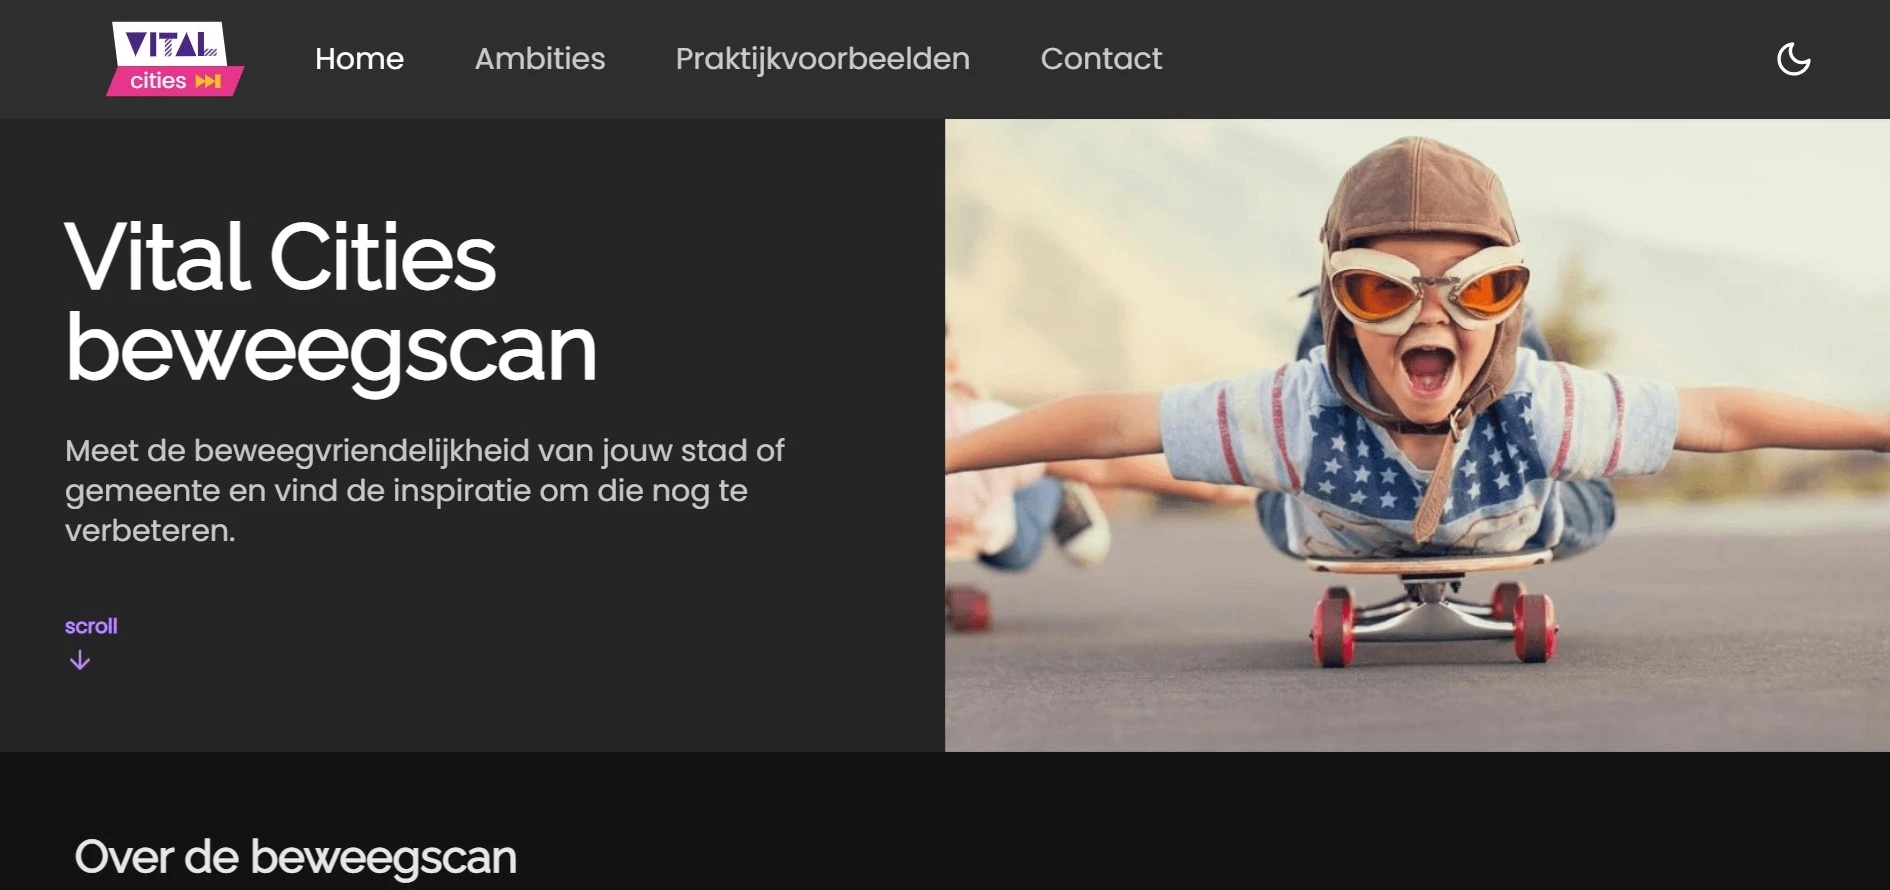 VITAL
cities
Home
Ambities
Praktijkvoorbeelden
Contact
Vital Cities
beweegscan
Meet de beweegvriendelijkheid van jouw stad of
gemeente en vind de inspiratie om die nog te
verbeteren.
scroll
Over de beweegscan